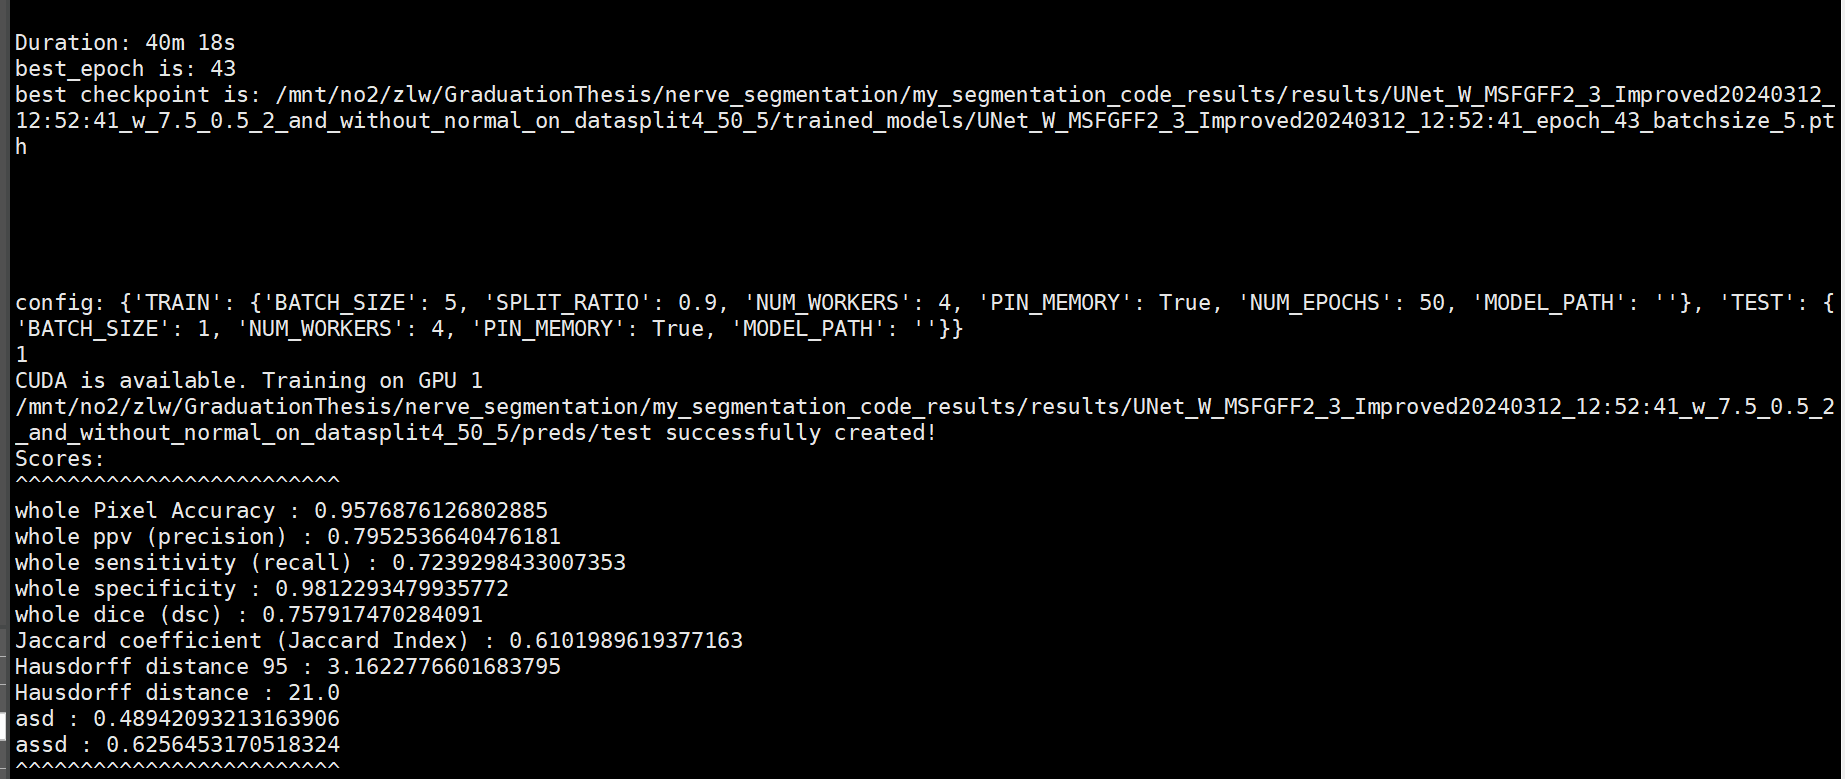 Duration: 40m 18s
best_epoch is: 43
best checkpoint is: /mnt/no2/zlw/GraduationThesis/nerve_segmentation/my_segmentation_code_results/results/UNet_W_MSFGFF2_3_Improved20240312_
12:52:41_w_7.5_0.5_2_and_without_normal_on_datasplit4_50_5/trained_models/UNet_W_MSFGFF2_3_Improved20240312_12:52:41_epoch_43_batchsize_5.pt
h
config: {'TRAIN': {'BATCH_SIZE': 5, 'SPLIT_RATIO': 0.9, 'NUM_WORKERS': 4, 'PIN_MEMORY': True, 'NUM_EPOCHS': 50, 'MODEL_PATH': ''}, 'TEST': {
'BATCH_SIZE': 1, 'NUM_WORKERS': 4, 'PIN_MEMORY': True, 'MODEL_PATH': ''}}
1
CUDA is available. Training on GPU 1
/mnt/no2/zlw/GraduationThesis/nerve_segmentation/my_segmentation_code_results/results/UNet_W_MSFGFF2_3_Improved20240312_12:52:41_w_7.5_0.5_2
_and_without_normal_on_datasplit4_50_5/preds/test successfully created!
Scores:
^^^^^^^^^^^^^^^^^^^^^^^^^
whole Pixel Accuracy : 0.9576876126802885
whole ppv (precision) : 0.7952536640476181
whole sensitivity (recall) : 0.7239298433007353
whole specificity : 0.9812293479935772
whole dice (dsc) : 0.757917470284091
Jaccard coefficient (Jaccard Index) : 0.6101989619377163
Hausdorff distance 95 : 3.1622776601683795
Hausdorff distance : 21.0
asd : 0.48942093213163906
assd : 0.6256453170518324
^^^^^^^^^^^^^^^^^^^^^^^^^